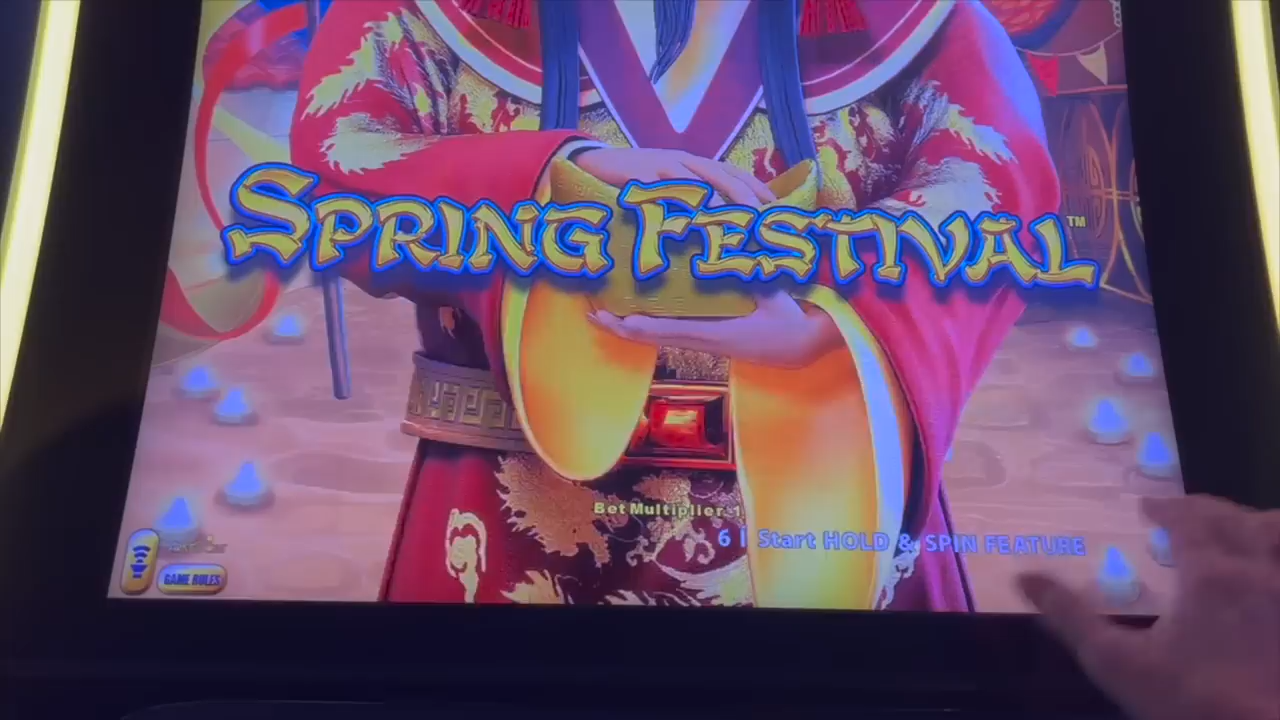 SPRING FESTIVAL™
Bet Multiplier 1
6 Start HOLD & SPIN FEATURE
GAME RULES